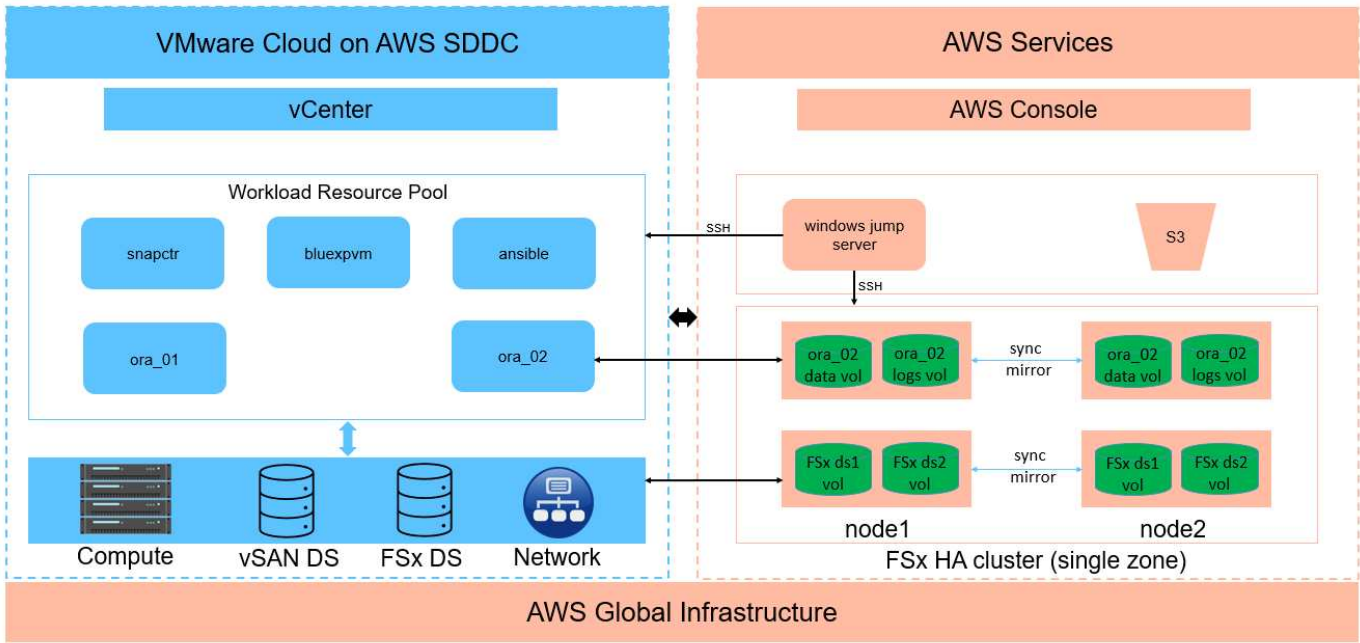 VMware Cloud on AWS SDDC
vCenter
Workload Resource Pool
snapctr
bluexpvm
ansible
ora_01
ora_02
Compute
vSAN DS
FSx DS
Network
AWS Services
AWS Console
SSH
windows jump
server
S3
SSH
ora_02
data vol
ora_02
logs vol
sync
mirror
ora_02
data vol
ora_02
logs vol
FSx ds1
vol
FSx ds2
vol
sync
mirror
FSx ds1
vol
FSx ds2
vol
node1
node2
FSx HA cluster (single zone)
AWS Global Infrastructure